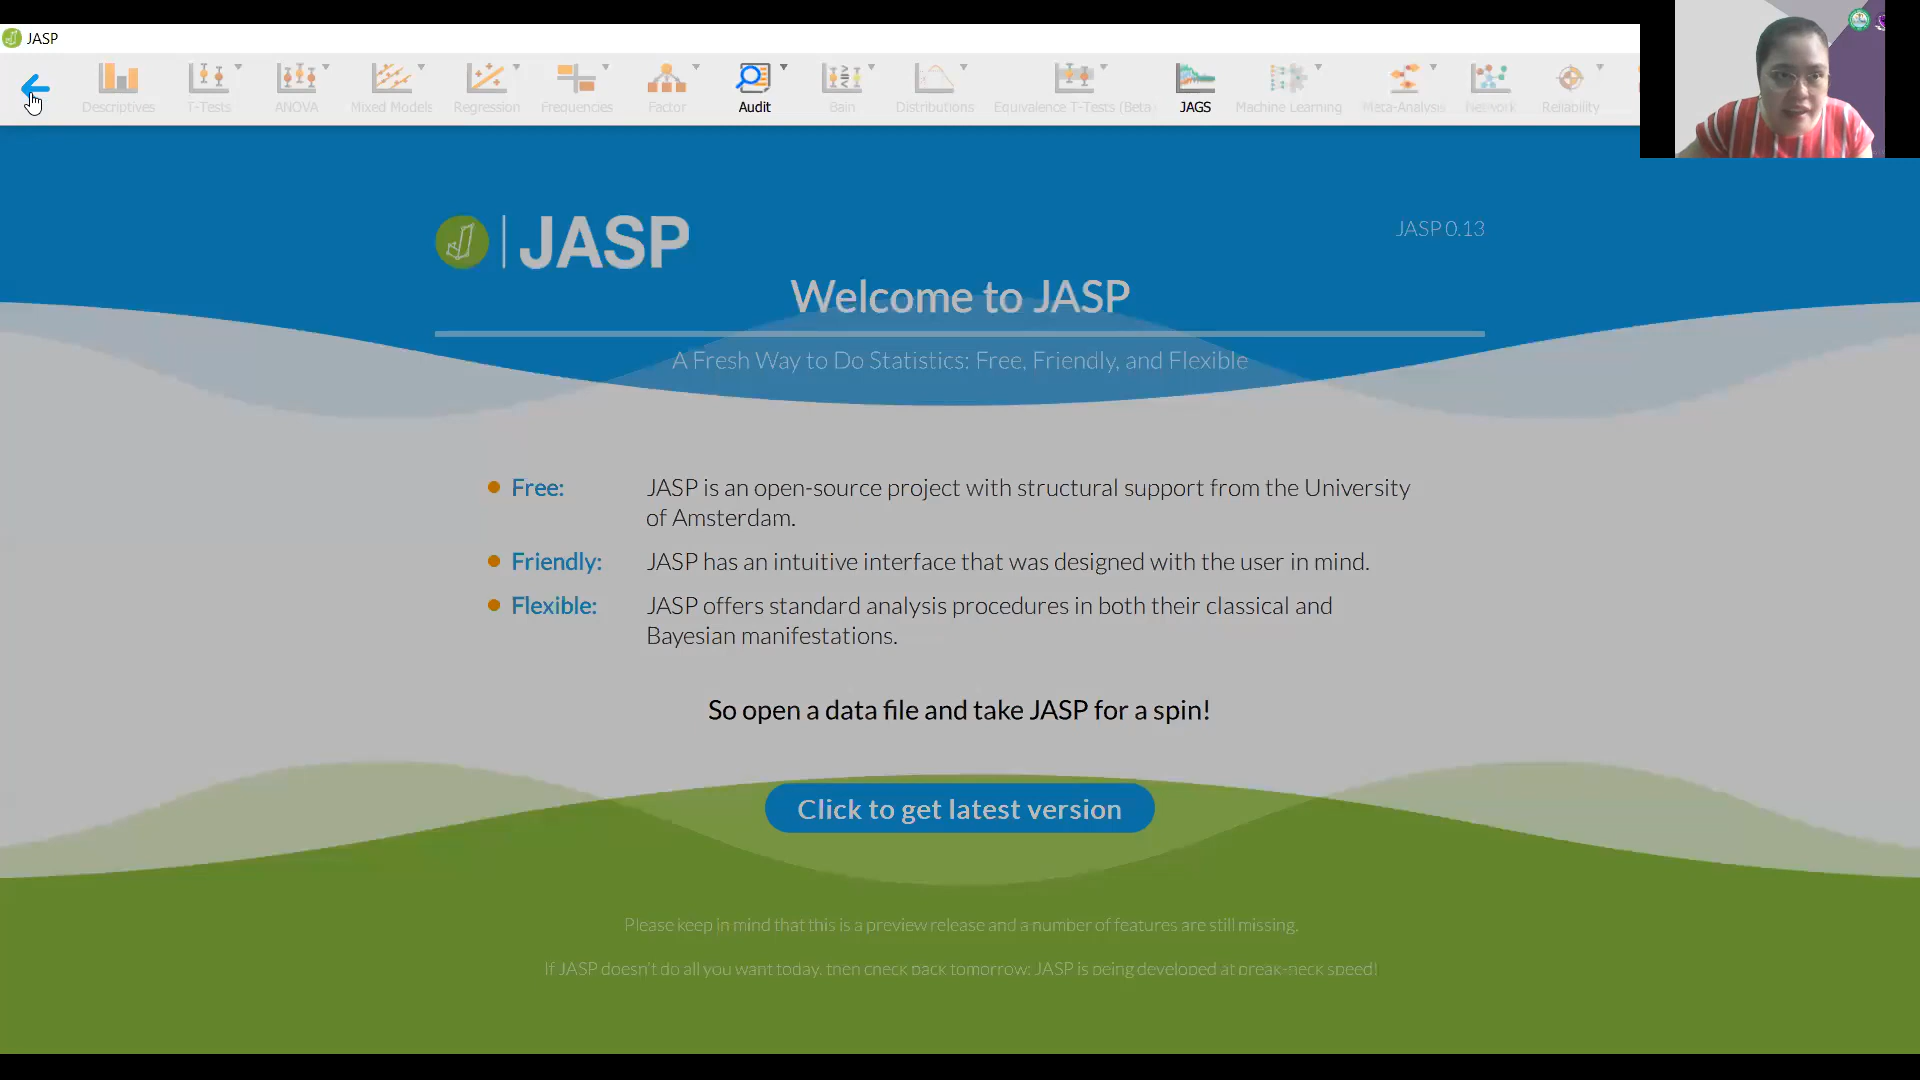 JASP
Descriptives
T-Tests
ANOVA
Mixed Models
Regression
Frequencies
Factor
Audit
Bain
Distributions
Equivalence T-Tests (Beta
JAGS
Machine Learning
Meta-Analysis
Network
Reliability
JASP
JASP 0.13
Welcome to JASP
A Fresh Way to Do Statistics: Free, Friendly, and Flexible
Free: JASP is an open-source project with structural support from the University
of Amsterdam.
Friendly: JASP has an intuitive interface that was designed with the user in mind.
Flexible: JASP offers standard analysis procedures in both their classical and
Bayesian manifestations.
So open a data file and take JASP for a spin!
Click to get latest version
Please keep in mind that this is a preview release and a number of features are still missing.
If JASP doesn't do all you want today, then check back tomorrow: JASP is being developed at break-neck speed!